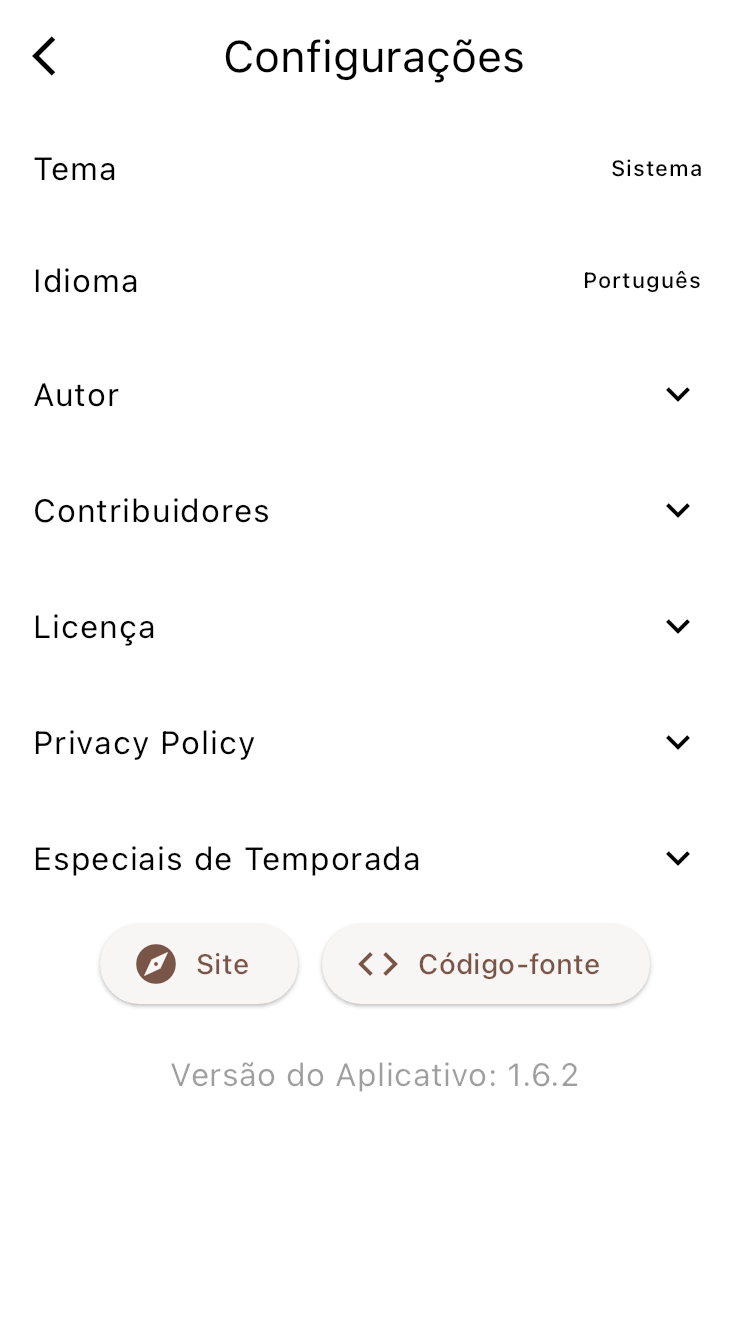 Configurações
Tema
Sistema
Idioma
Português
Autor
Contribuidores
Licença
Privacy Policy
Especiais de Temporada
Site
Código-fonte
Versão do Aplicativo: 1.6.2